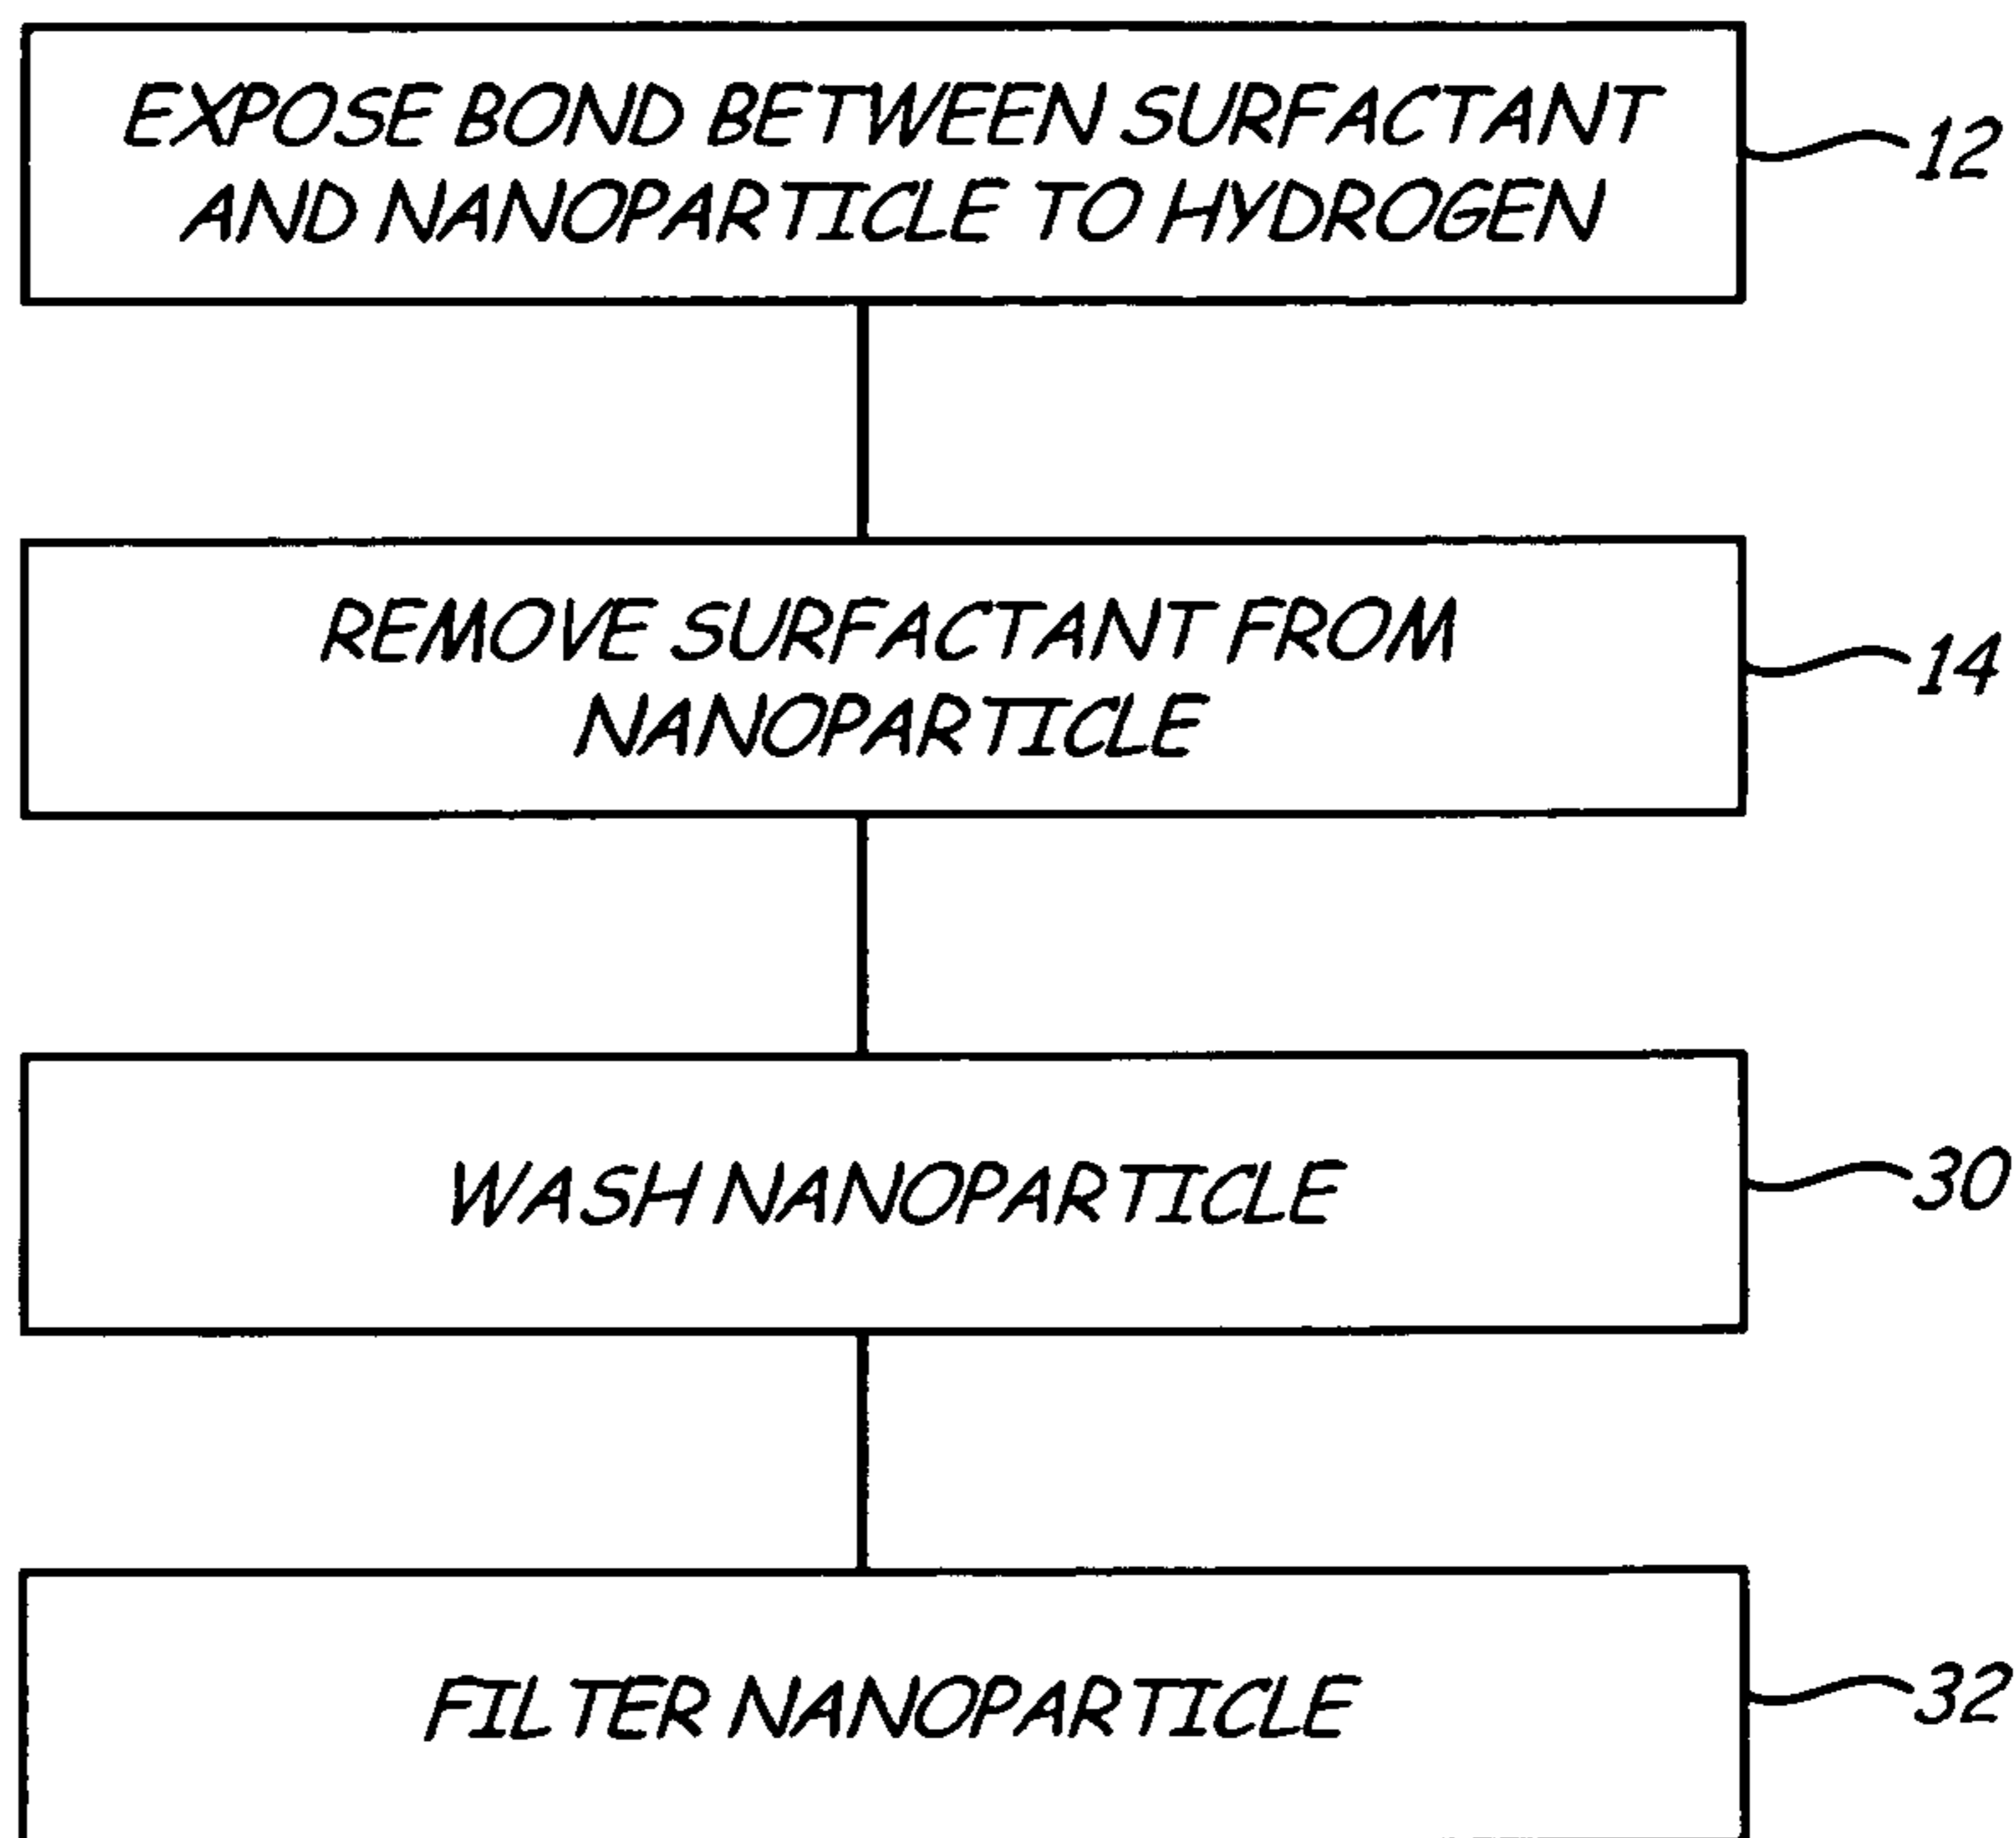 EXPOSE BOND BETWEEN SURFACTANT
AND NANOPARTICLE TO HYDROGEN
12
REMOVE SURFACTANT FROM
NANOPARTICLE
14
WASH NANOPARTICLE
30
FILTER NANOPARTICLE
32